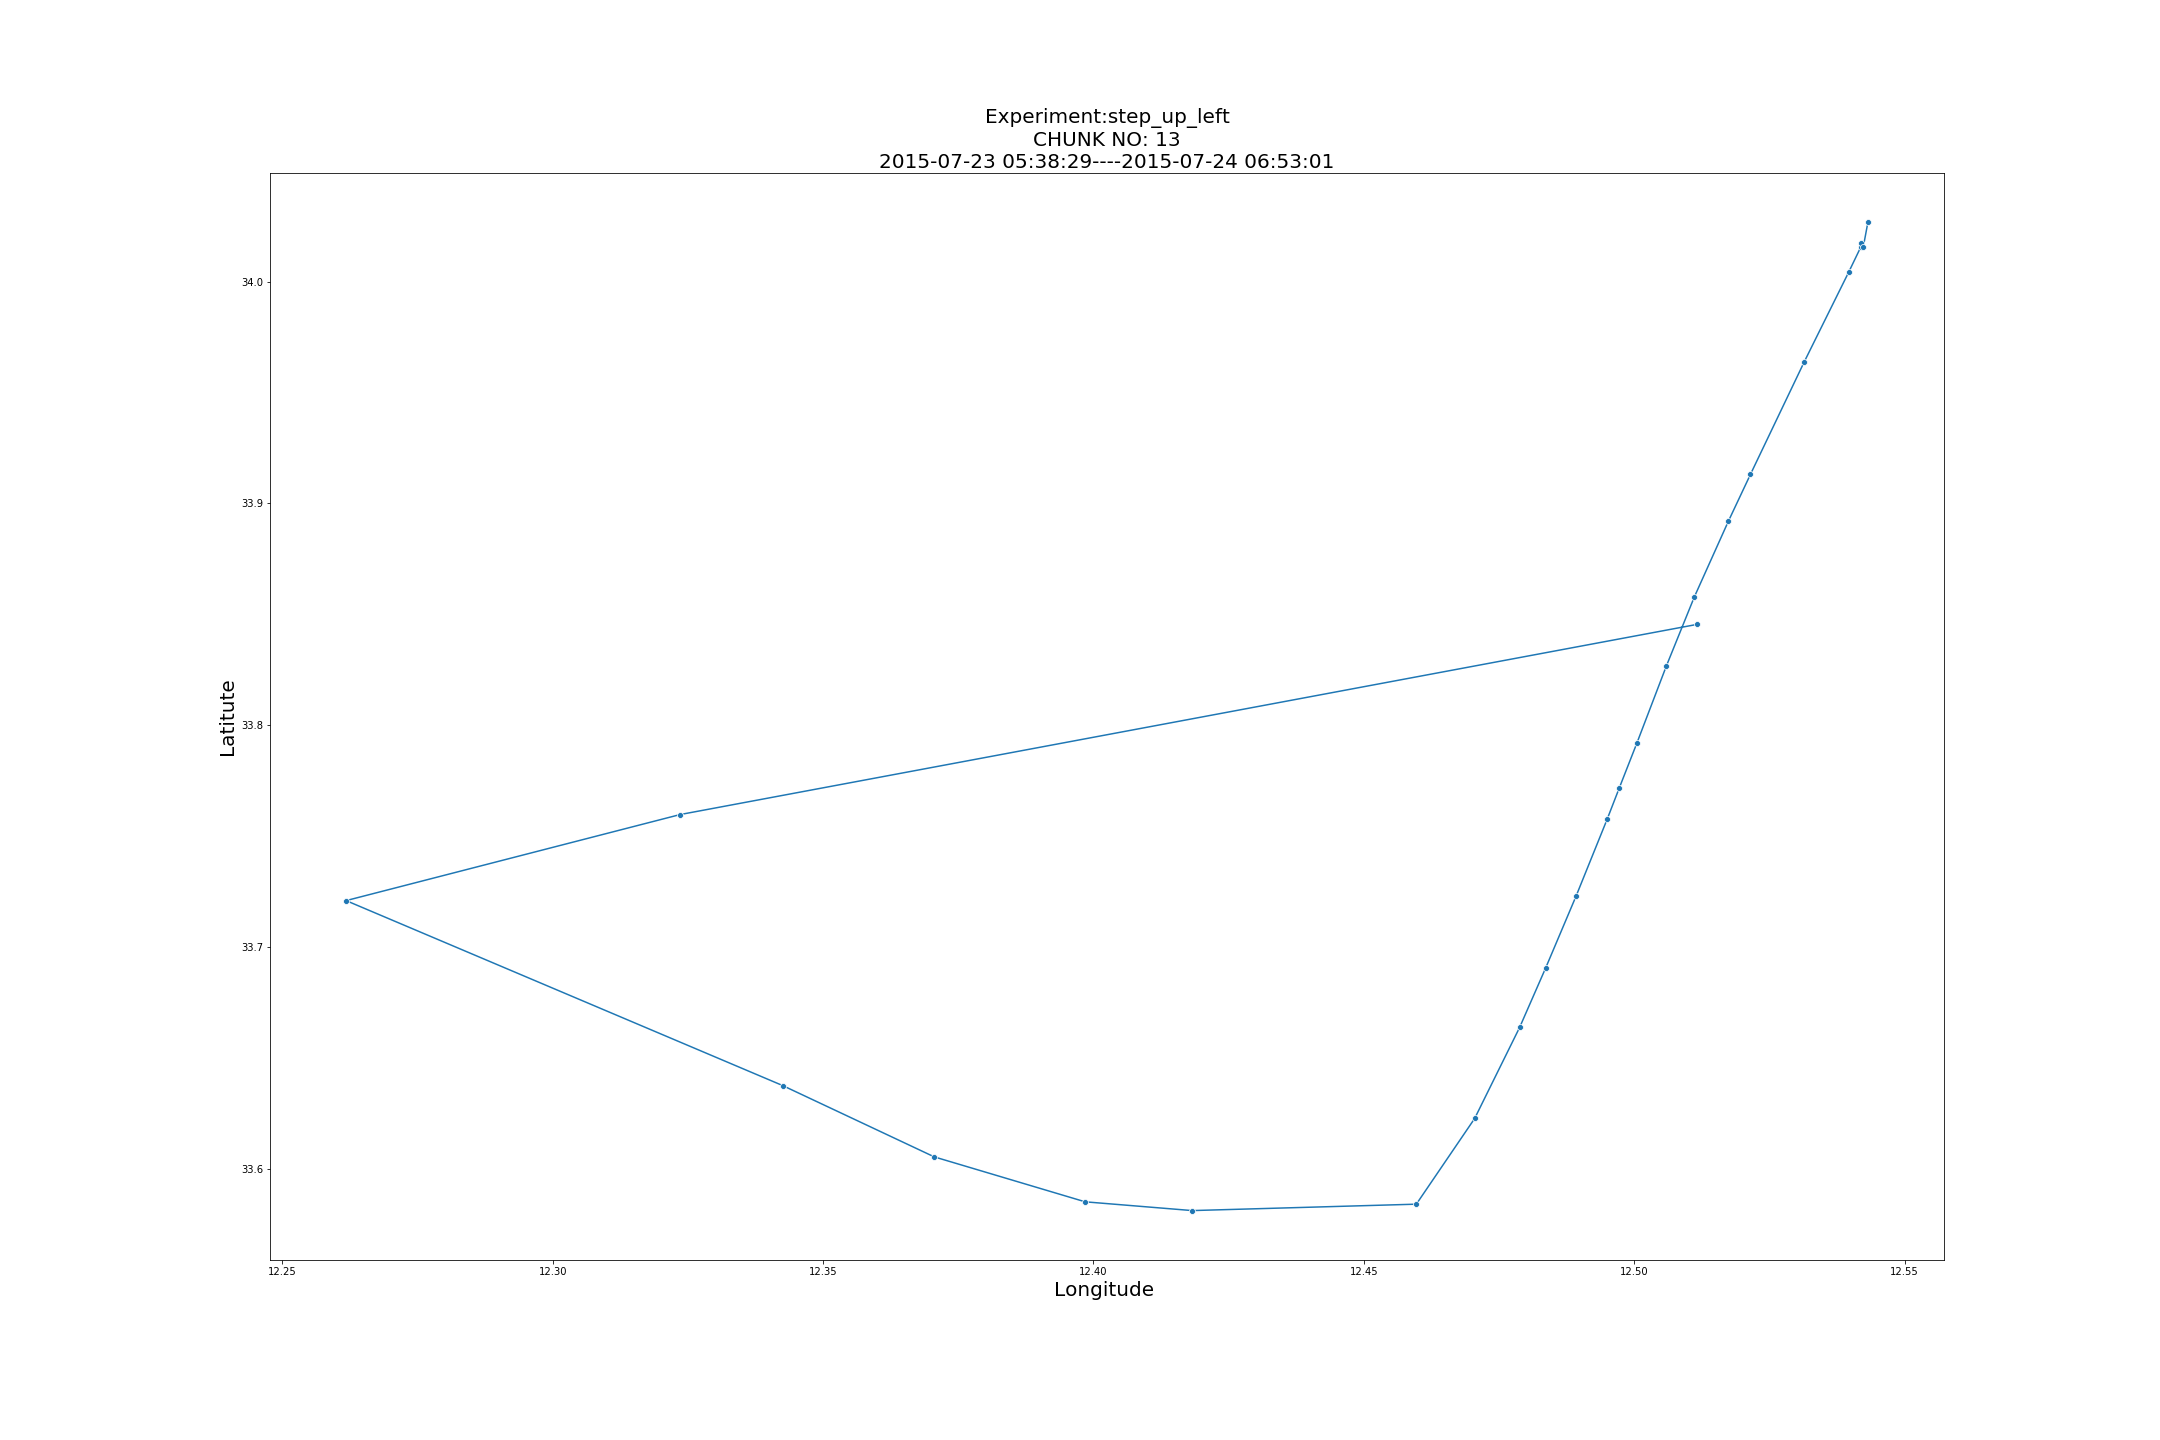 Experiment:step_up_left
CHUNK NO: 13
2015-07-23 05:38:29----2015-07-24 06:53:01
34.0
33.9
33.8
33.7
33.6
Latitude
12.25 12.30 12.35 12.40 12.45 12.50 12.55
Longitude